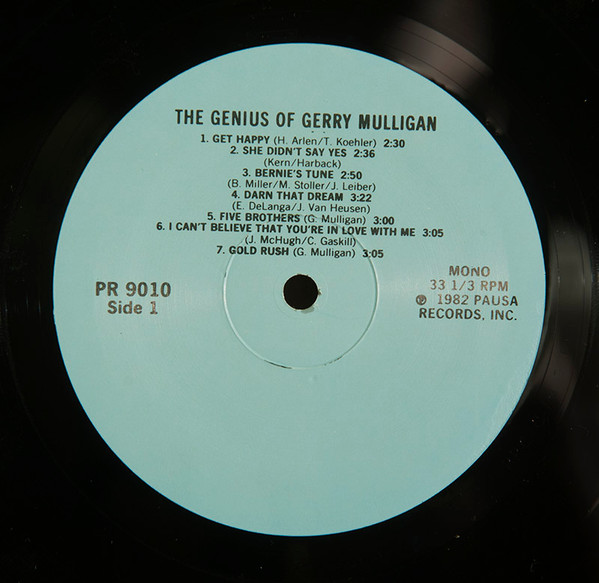 THE GENIUS OF GERRY MULLIGAN
1. GET HAPPY (H. Arlen/T. Koehler) 2:30
2. SHE DIDN'T SAY YES 2:36
(Kern/Harback)
3. BERNIE'S TUNE 2:50
(B. Miller/M. Stoller/J. Leiber)
4. DARN THAT DREAM 3:22
(E. DeLanga/J. Van Heusen)
5. FIVE BROTHERS (G. Mulligan) 3:00
6. I CAN'T BELIEVE THAT YOU'RE IN LOVE WITH ME 3:05
(J. McHugh/C. Gaskill)
7. GOLD RUSH (G. Mulligan) 3:05
PR 9010
Side 1
MONO
33 1/3 RPM
℗ 1982 PAUSA
RECORDS, INC.